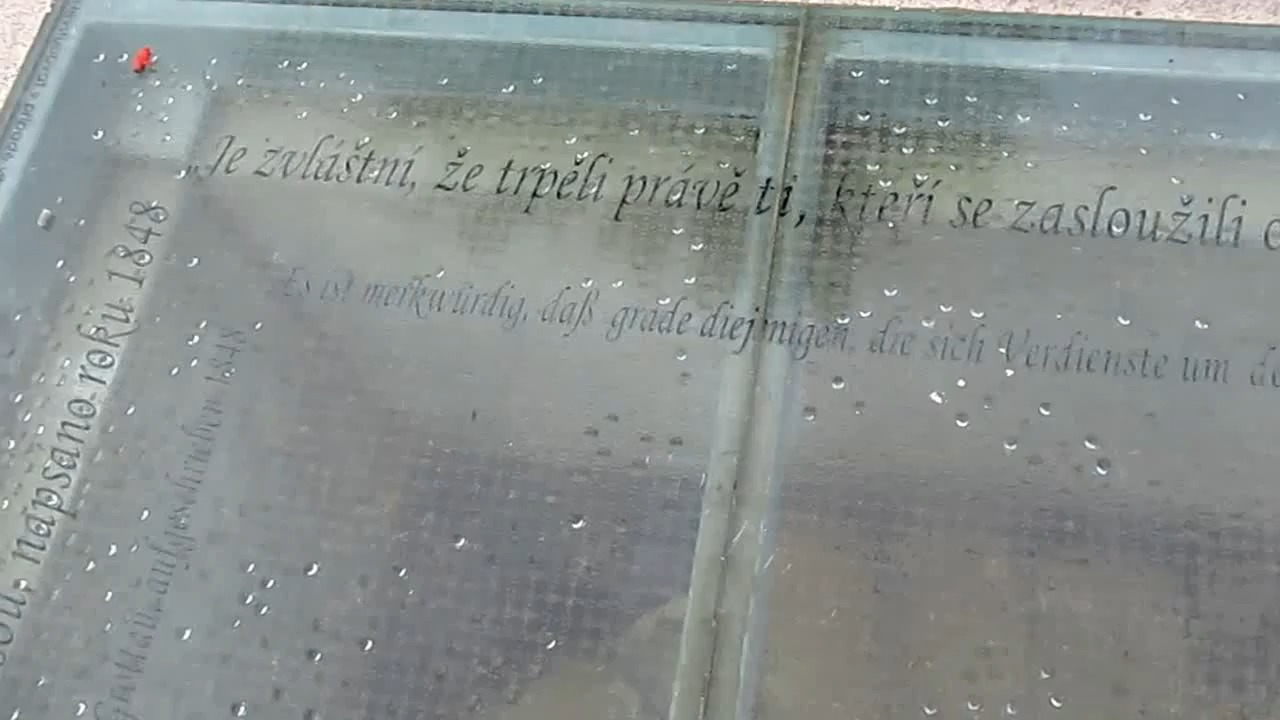 „Je zvláštní, že trpěli právě ti, kteří se zasloužili
Es ist merkwürdig, daß grade diejenigen, die sich Verdienste um
napsáno roku 1848
aufgeschrieben 1848